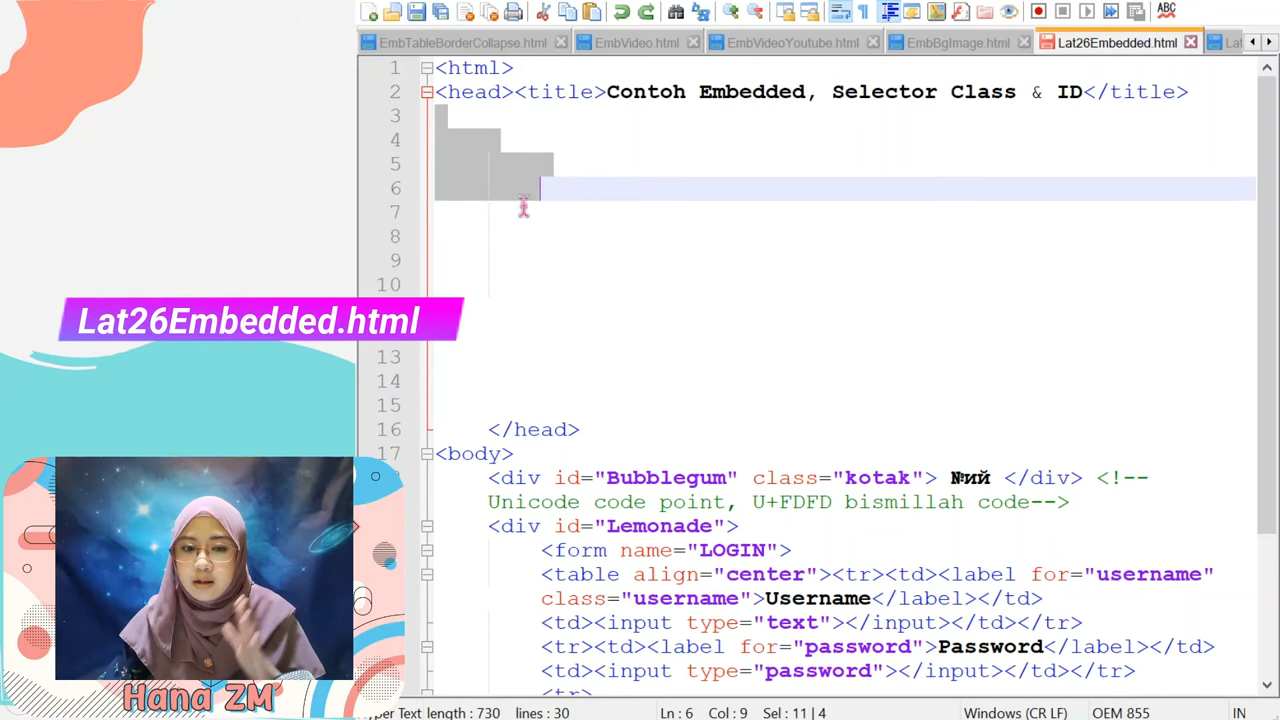 EmbTableBorderCollapse.html EmbVideo.html EmbVideoYoutube.html EmbBgImage.html Lat26Embedded.html Lat
ABC
1 <html>
2 <head><title>Contoh Embedded, Selector Class & ID</title>
3
4
5
6
7
8
9
10
13
14
15
16 </head>
17 <body>
<div id="Bubblegum" class="kotak"> №ий </div> <!--
Unicode code point, U+FDFD bismillah code-->
<div id="Lemonade">
<form name="LOGIN">
<table align="center"><tr><td><label for="username"
class="username">Username</label></td>
<td><input type="text"></input></td></tr>
<tr><td><label for="password">Password</label></td>
<td><input type="password"></input></td></tr>
<tr>
Lat26Embedded.html
Hana ZM
yper Text length : 730 lines : 30 Ln : 6 Col : 9 Sel : 11 | 4 Windows (CR LF) OEM 855 IN